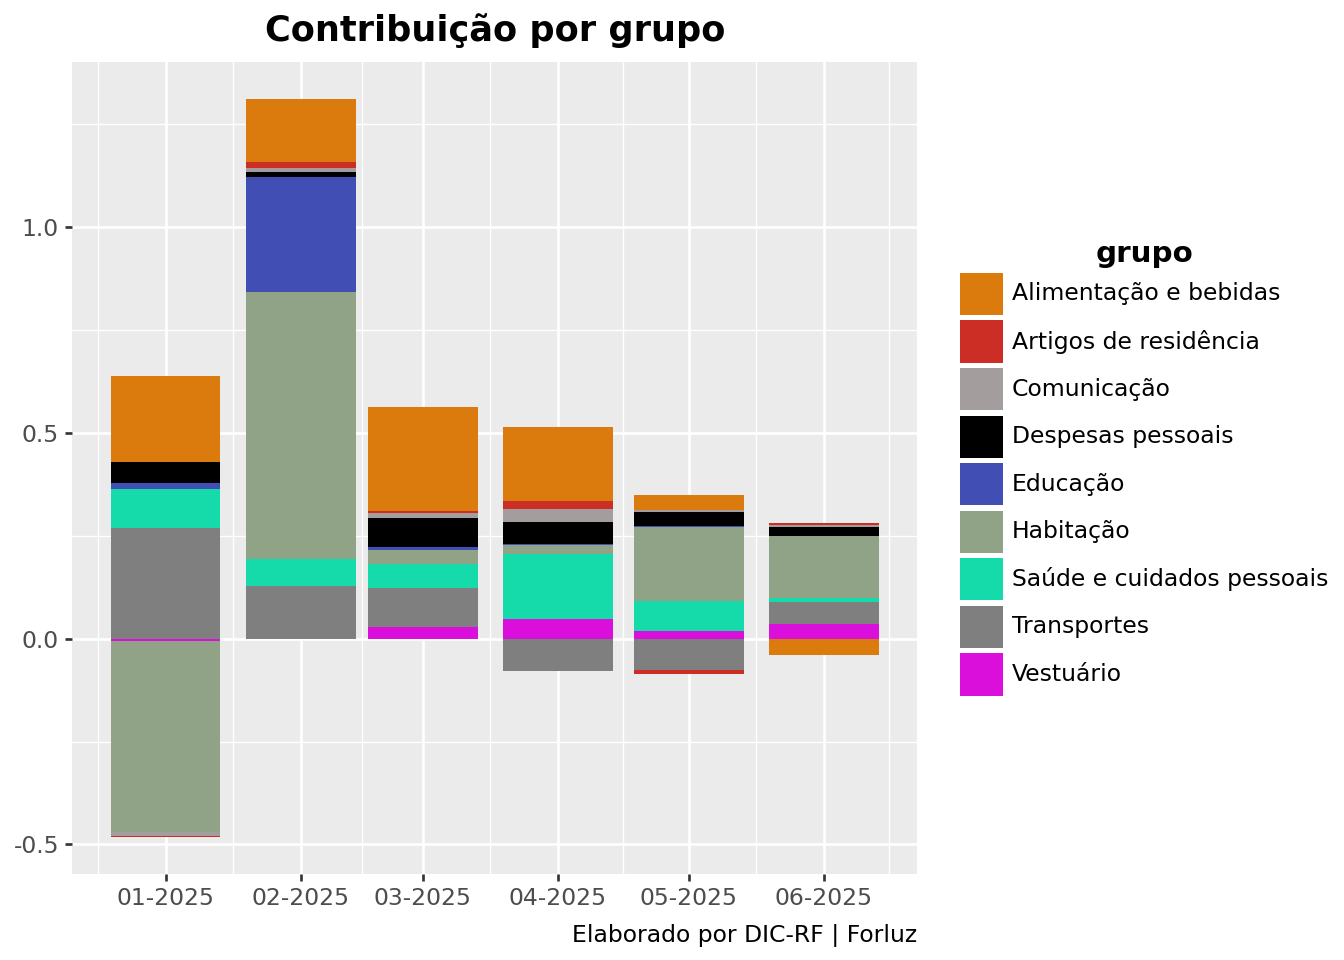 Contribuição por grupo
1.0
0.5
0.0
-0.5
01-2025 02-2025 03-2025 04-2025 05-2025 06-2025
grupo
Alimentação e bebidas
Artigos de residência
Comunicação
Despesas pessoais
Educação
Habitação
Saúde e cuidados pessoais
Transportes
Vestuário
Elaborado por DIC-RF | Forluz